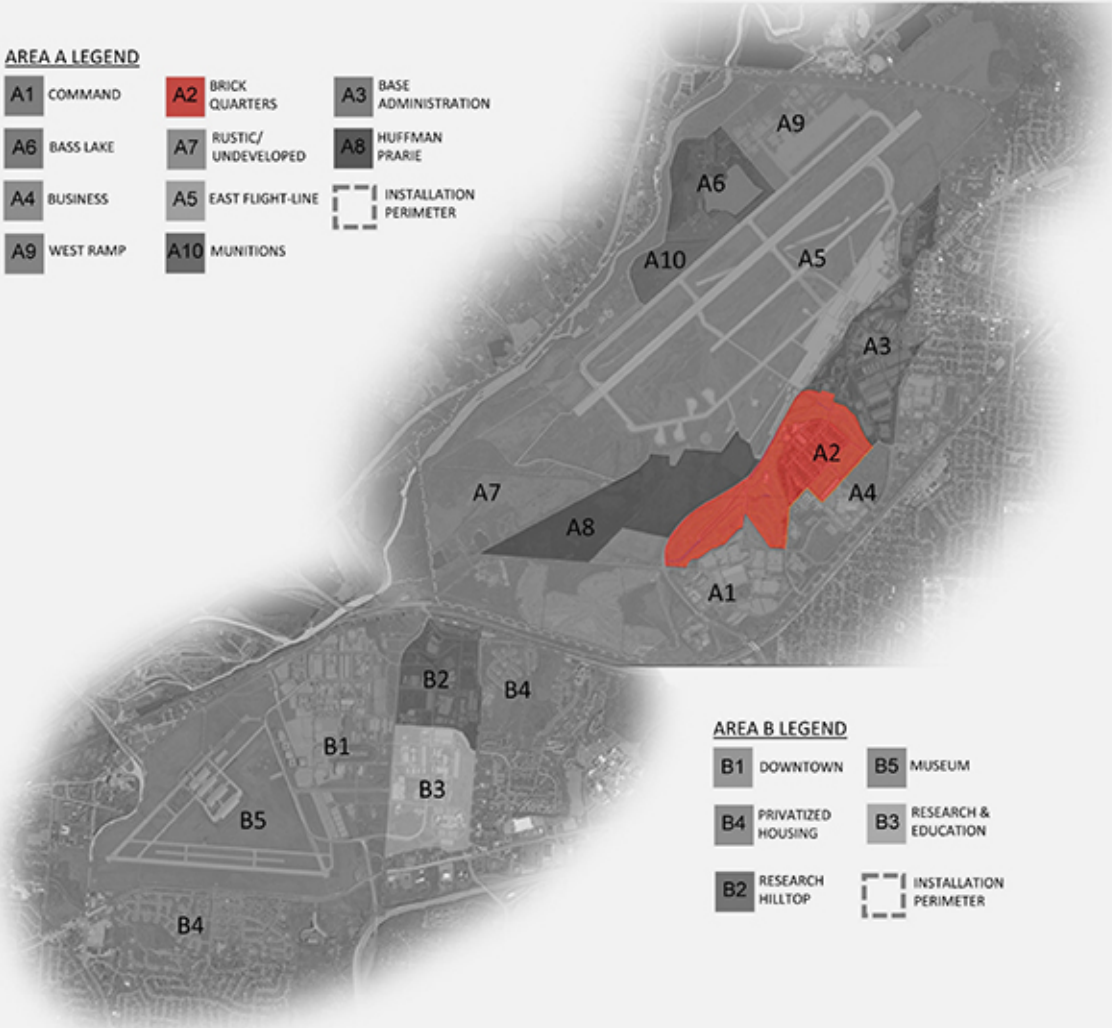 AREA A LEGEND
A1 COMMAND
A2 BRICK
QUARTERS
A3 BASE
ADMINISTRATION
A6 BASS LAKE
A7 RUSTIC/
UNDEVELOPED
A8 HUFFMAN
PRARIE
A4 BUSINESS
A5 EAST FLIGHT-LINE
INSTALLATION
PERIMETER
A9 WEST RAMP
A10 MUNITIONS
A9
A6
A10
A5
A3
A2
A4
A7
A8
A1
B2
B4
B1
B3
B5
B4
AREA B LEGEND
B1 DOWNTOWN
B5 MUSEUM
B4 PRIVATIZED
HOUSING
B3 RESEARCH &
EDUCATION
B2 RESEARCH
HILLTOP
INSTALLATION
PERIMETER